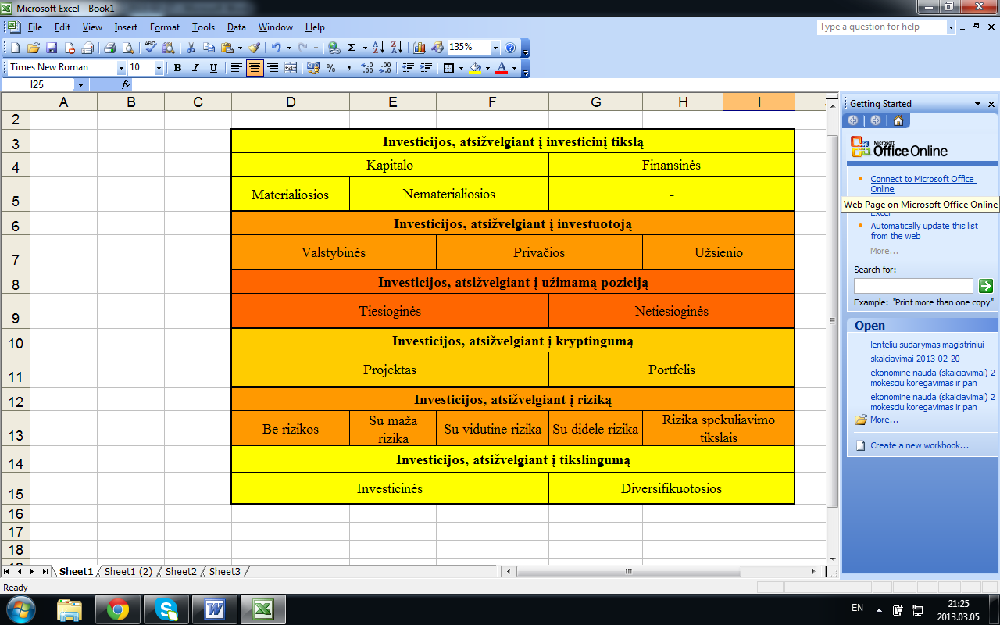 Microsoft Excel - Book1
File Edit View Insert Format Tools Data Window Help
Type a question for help
135%
Times New Roman 10 B I U
I25 fx
A B C D E F G H I
2
3 Investicijos, atsižvelgiant į investicinį tikslą
4 Kapitalo Finansinės
5 Materialiosios Nematerialiosios -
6 Investicijos, atsižvelgiant į investuotoją
7 Valstybinės Privačios Užsienio
8 Investicijos, atsižvelgiant į užimamą poziciją
9 Tiesioginės Netiesioginės
10 Investicijos, atsižvelgiant į kryptingumą
11 Projektas Portfelis
12 Investicijos, atsižvelgiant į riziką
13 Be rizikos Su maža rizika Su vidutine rizika Su didele rizika Rizika spekuliavimo tikslais
14 Investicijos, atsižvelgiant į tikslingumą
15 Investicinės Diversifikuotosios
16
17
18
Getting Started
Microsoft
Office Online
Connect to Microsoft Office
Online
Web Page on Microsoft Office Online
Excel
Automatically update this list
from the web
More...
Search for:
Example: "Print more than one copy"
Open
lenteliu sudarymas magistriniui
skaiciavimai 2013-02-20
ekonomine nauda (skaiciavimai) 2
mokesciu koregavimas ir pan
ekonomine nauda (skaiciavimai) 2
mokesciu koregavimas ir pan
More...
Create a new workbook...
Sheet1 Sheet1 (2) Sheet2 Sheet3
Ready
EN
21:25
2013.03.05